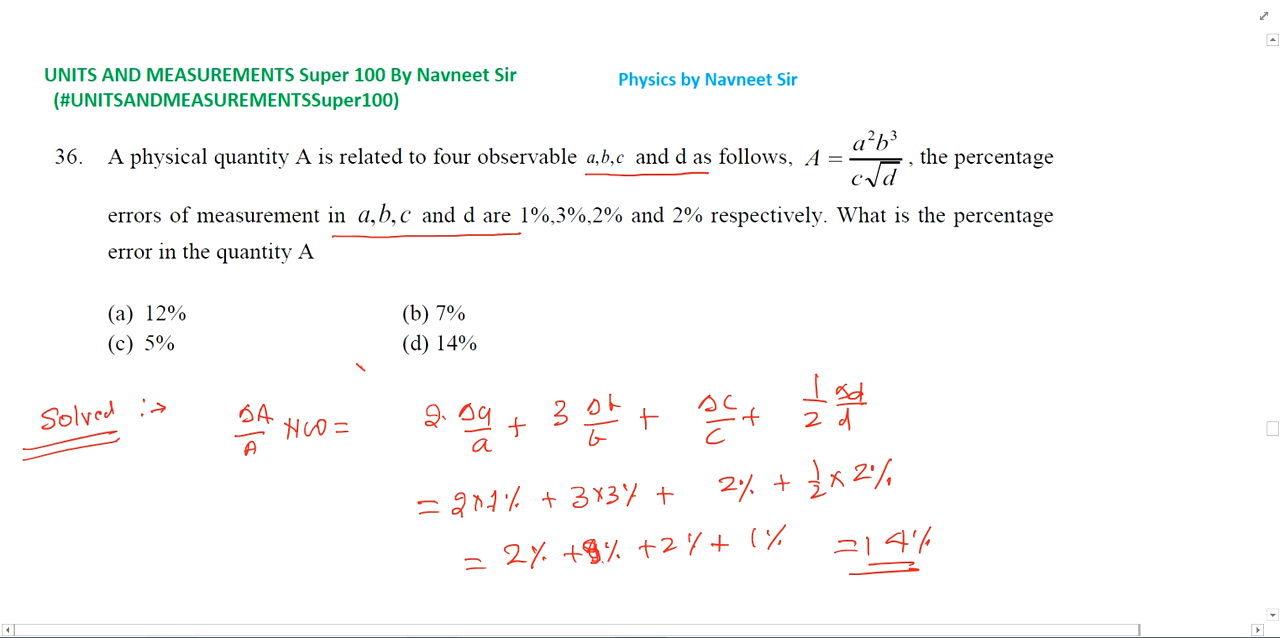 UNITS AND MEASUREMENTS Super 100 By Navneet Sir
Physics by Navneet Sir
(#UNITSANDMEASUREMENTSSuper100)
36. A physical quantity A is related to four observable a,b,c and d as follows, A = a²b³/c√d , the percentage
errors of measurement in a,b,c and d are 1%,3%,2% and 2% respectively. What is the percentage
error in the quantity A
(a) 12% (b) 7%
(c) 5% (d) 14%
Solved :→ ΔA/A ×100 = 2 · Δa/a + 3 Δb/b + Δc/c + 1/2 Δd/d
= 2×1% + 3×3% + 2% + 1/2 × 2%
= 2% + 9% + 2% + 1% = 14%